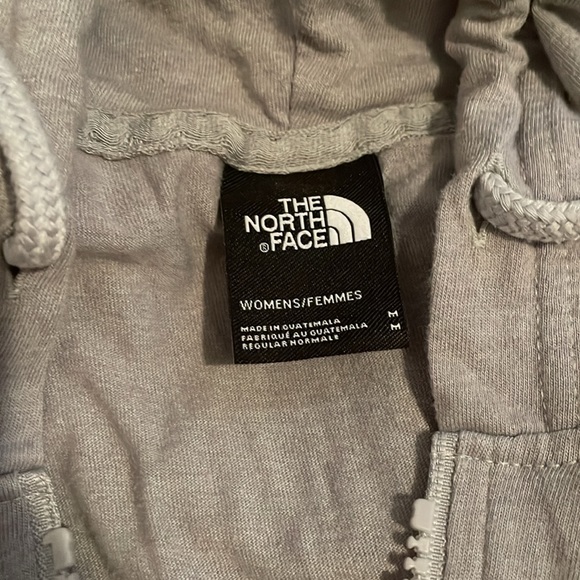 THE
NORTH
FACE
WOMENS/FEMMES
MADE IN GUATEMALA
FABRIQUÉ AU GUATEMALA
REGULAR NORMALE
M
M